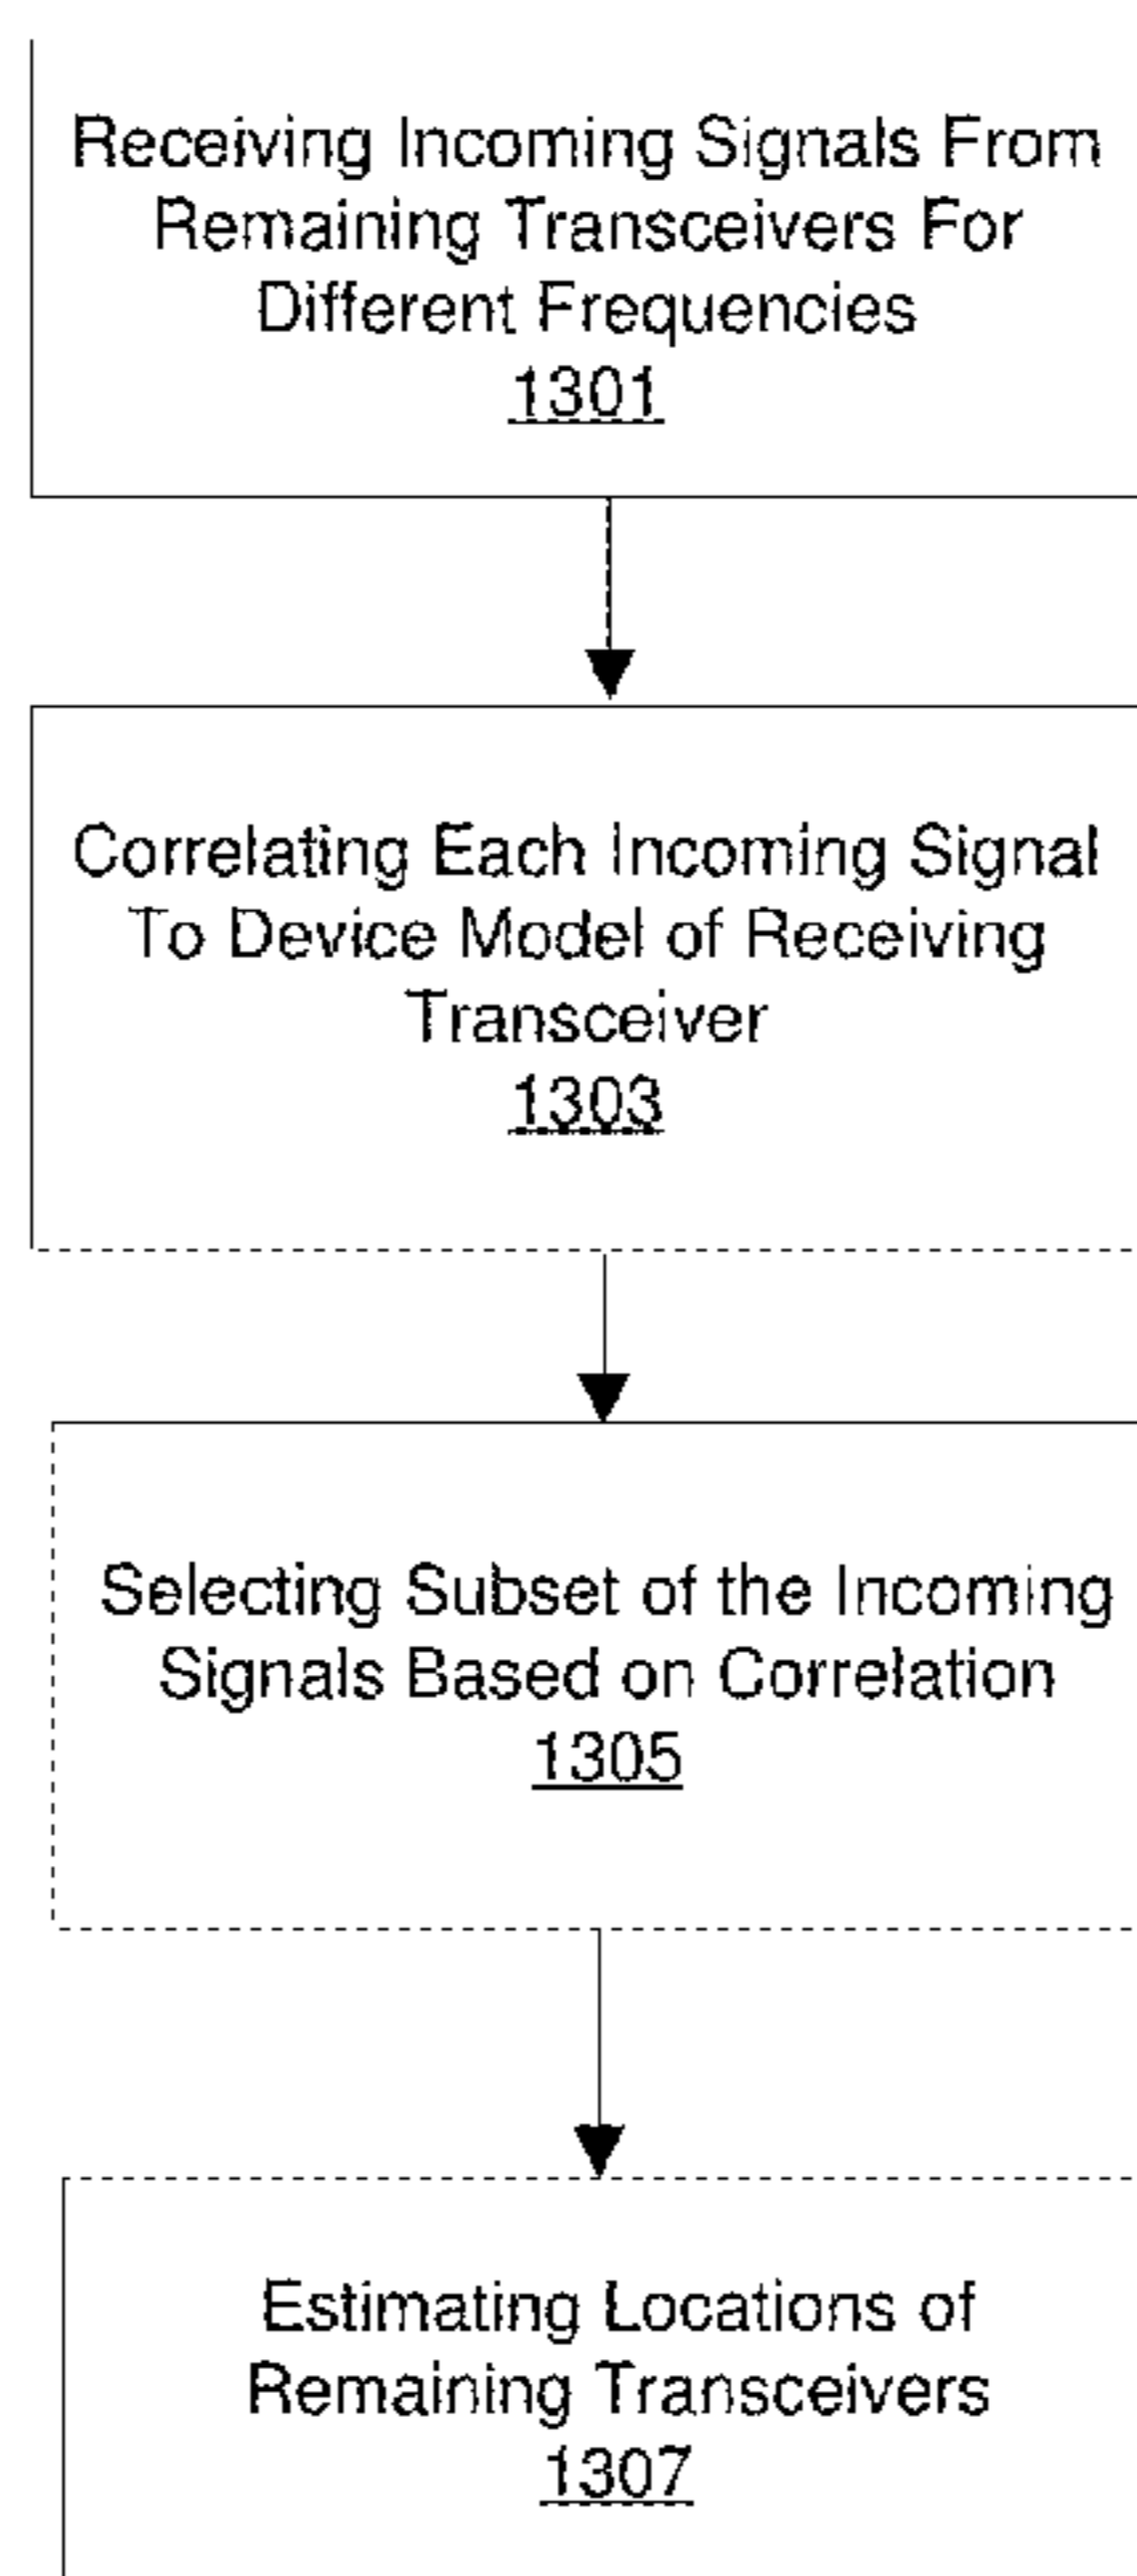 Receiving Incoming Signals From
Remaining Transceivers For
Different Frequencies
1301
Correlating Each Incoming Signal
To Device Model of Receiving
Transceiver
1303
Selecting Subset of the Incoming
Signals Based on Correlation
1305
Estimating Locations of
Remaining Transceivers
1307